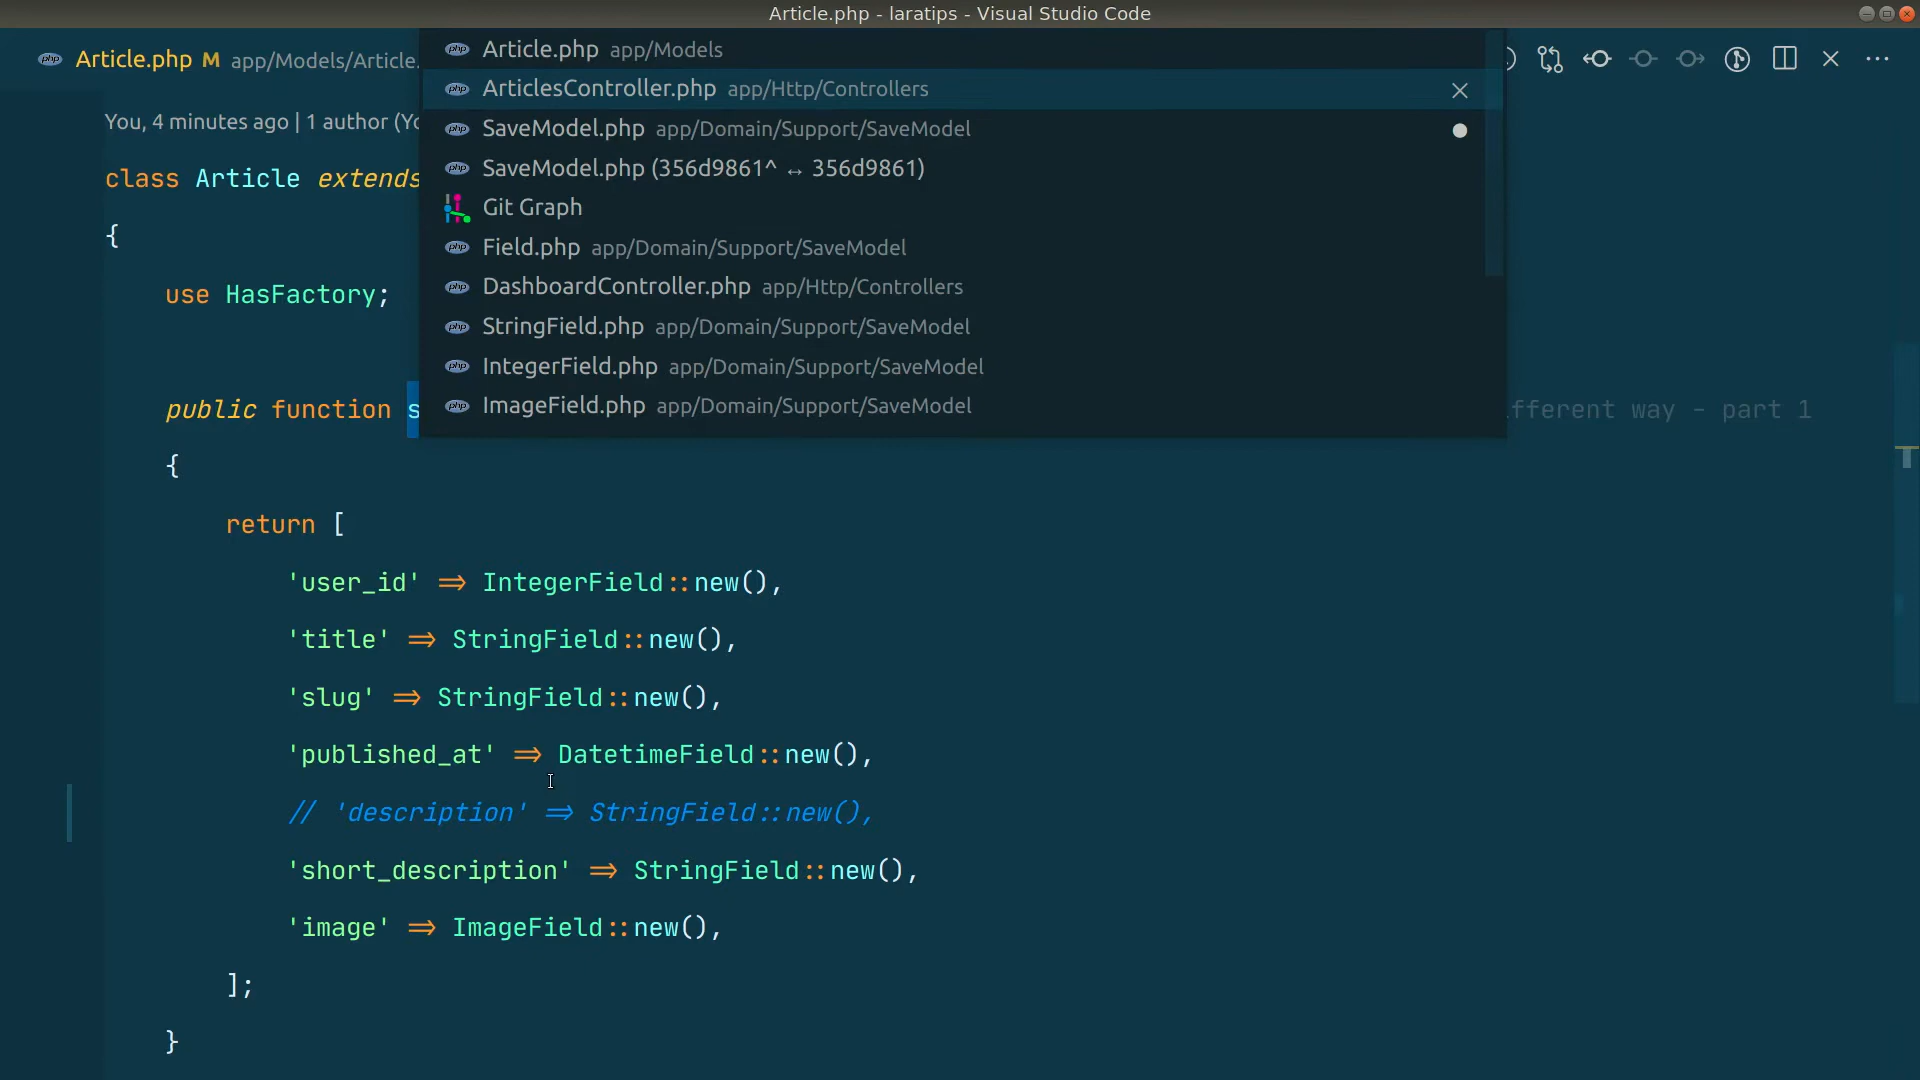 Article.php - laratips - Visual Studio Code
Article.php M app/Models/Article.
Article.php app/Models
ArticlesController.php app/Http/Controllers
SaveModel.php app/Domain/Support/SaveModel
SaveModel.php (356d9861^ ↔ 356d9861)
Git Graph
Field.php app/Domain/Support/SaveModel
DashboardController.php app/Http/Controllers
StringField.php app/Domain/Support/SaveModel
IntegerField.php app/Domain/Support/SaveModel
ImageField.php app/Domain/Support/SaveModel
You, 4 minutes ago | 1 author (Yo
class Article extends
{
use HasFactory;
public function s
fferent way - part 1
{
return [
'user_id' => IntegerField::new(),
'title' => StringField::new(),
'slug' => StringField::new(),
'published_at' => DatetimeField::new(),
// 'description' => StringField::new(),
'short_description' => StringField::new(),
'image' => ImageField::new(),
];
}